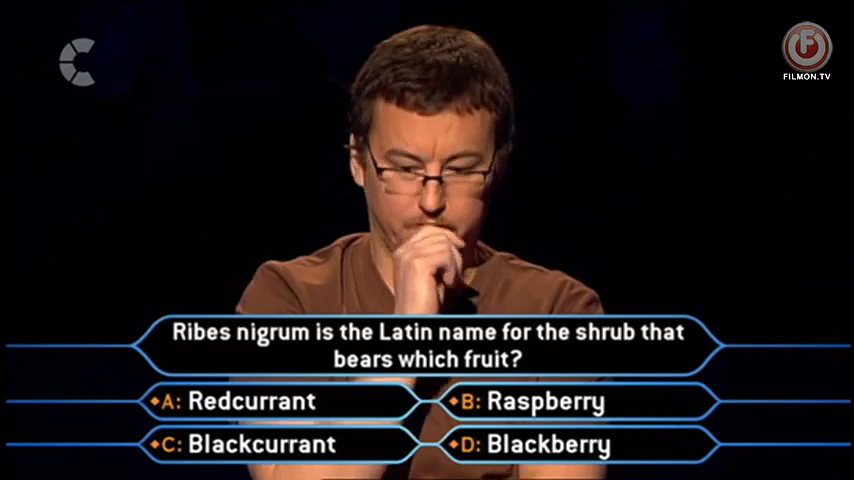 FILMON.TV
Ribes nigrum is the Latin name for the shrub that
bears which fruit?
A: Redcurrant
B: Raspberry
C: Blackcurrant
D: Blackberry